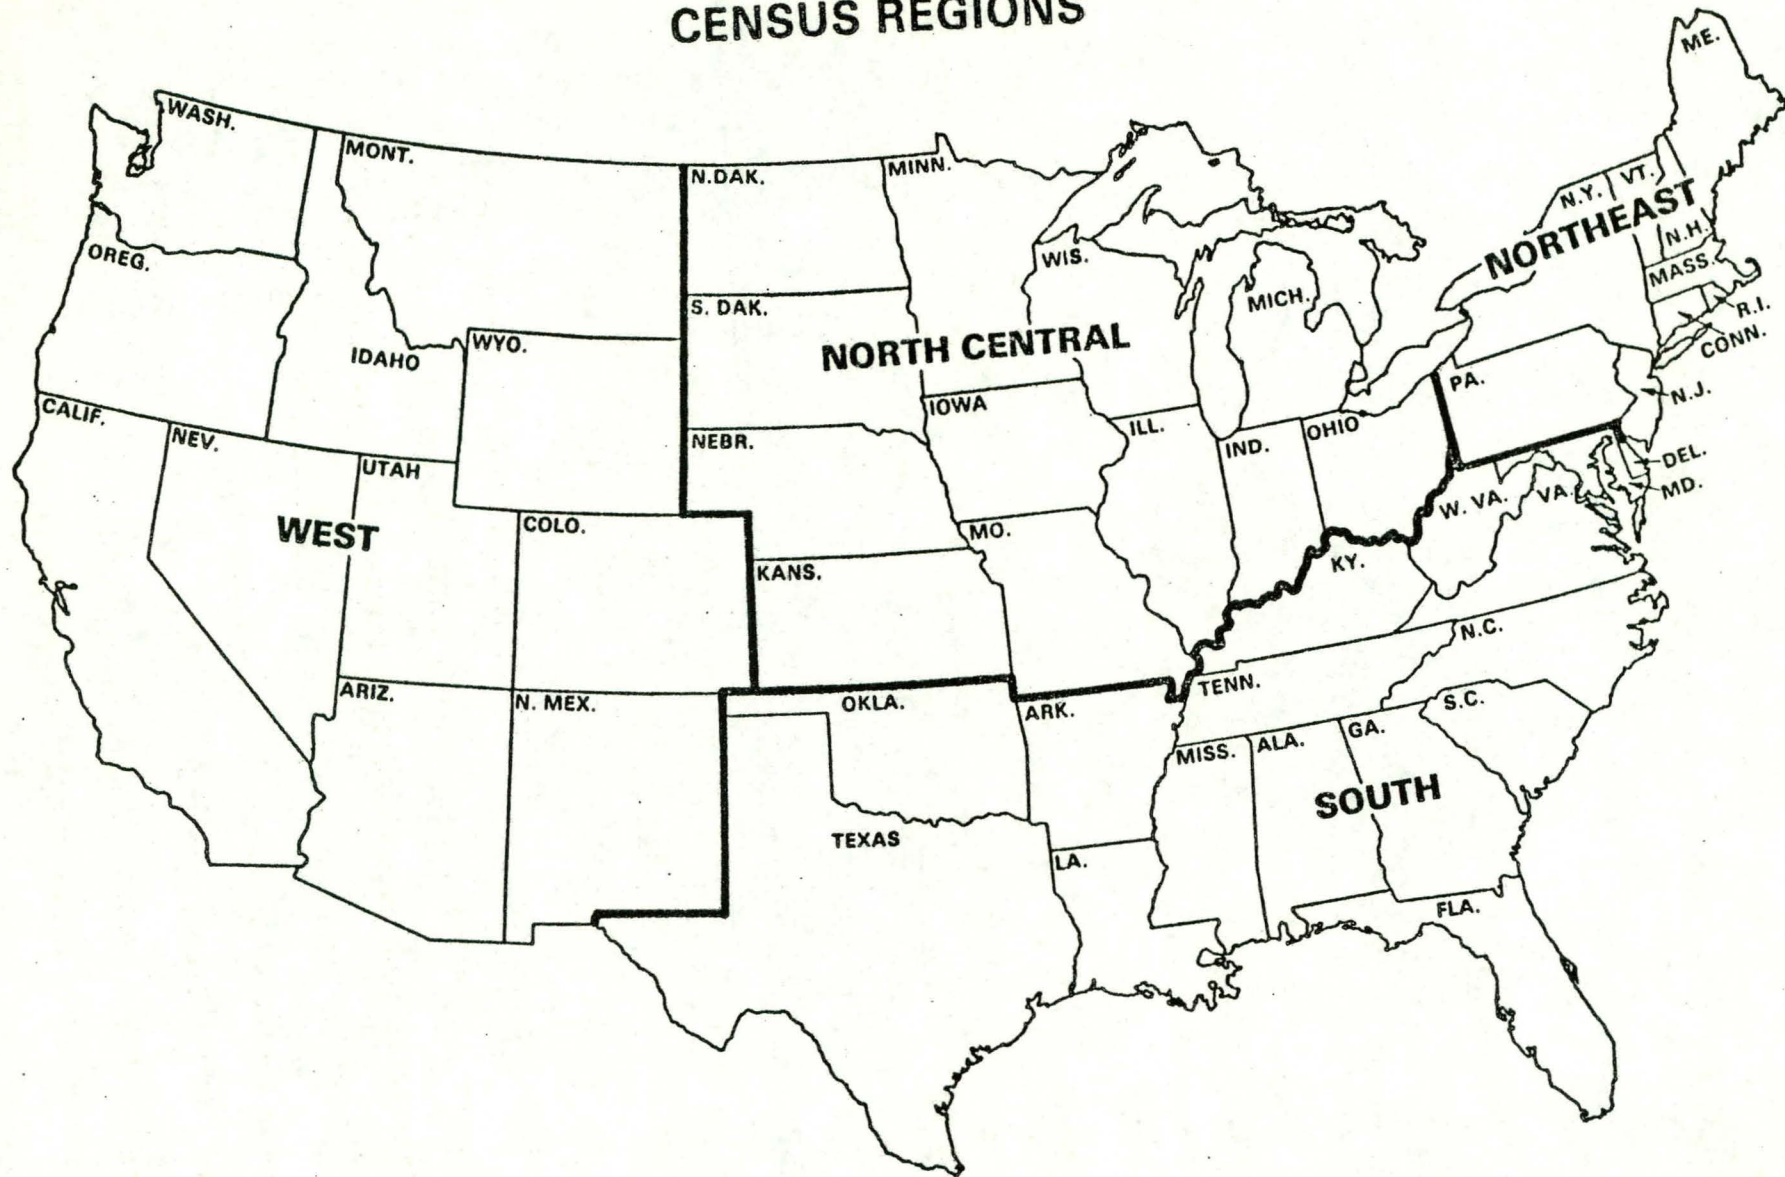 CENSUS REGIONS
ME.
WASH.
MONT.
N.DAK.
MINN.
N.Y.
VT.
NORTHEAST
N.H.
OREG.
WIS.
MASS.
MICH.
S. DAK.
R.I.
NORTH CENTRAL
CONN.
WYO.
IDAHO
PA.
N.J.
CALIF.
IOWA
NEV.
NEBR.
ILL.
IND.
OHIO
UTAH
DEL.
MD.
W. VA.
VA.
WEST
COLO.
MO.
KANS.
KY.
N.C.
ARIZ.
N. MEX.
OKLA.
ARK.
TENN.
S.C.
MISS.
ALA.
GA.
SOUTH
TEXAS
LA.
FLA.